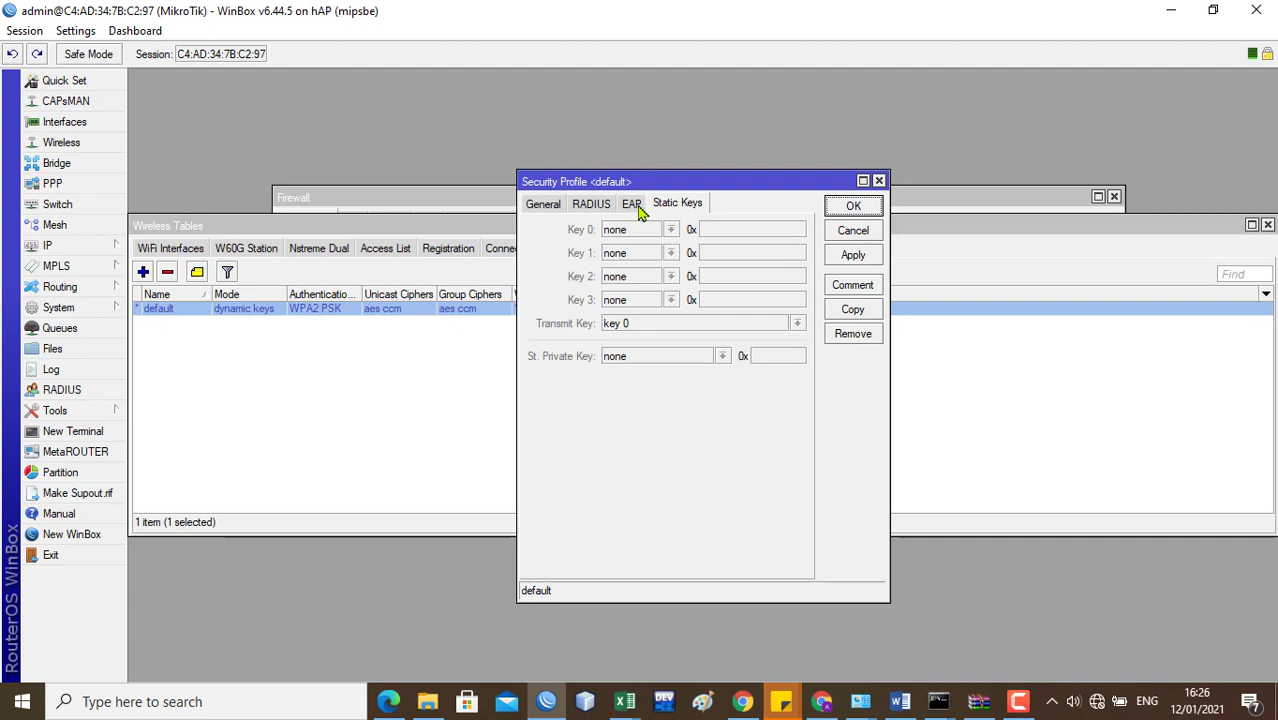 admin@C4:AD:34:7B:C2:97 (MikroTik) - WinBox v6.44.5 on hAP (mipsbe)
Session Settings Dashboard
Safe Mode Session: C4:AD:34:7B:C2:97
Quick Set
CAPsMAN
Interfaces
Wireless
Bridge
PPP
Switch
Mesh
IP
MPLS
Routing
System
Queues
Files
Log
RADIUS
Tools
New Terminal
MetaROUTER
Partition
Make Supout.rif
Manual
New WinBox
Exit
RouterOS WinBox
Firewall
Wireless Tables
WiFi Interfaces W60G Station Nstreme Dual Access List Registration Connec
Find
Name / Mode Authenticatio... Unicast Ciphers Group Ciphers
* default dynamic keys WPA2 PSK aes ccm aes ccm
1 item (1 selected)
Security Profile <default>
General RADIUS EAP Static Keys
Key 0: none 0x
Key 1: none 0x
Key 2: none 0x
Key 3: none 0x
Transmit Key: key 0
St. Private Key: none 0x
OK
Cancel
Apply
Comment
Copy
Remove
default
Type here to search
DEV
ENG
16:26
12/01/2021
7